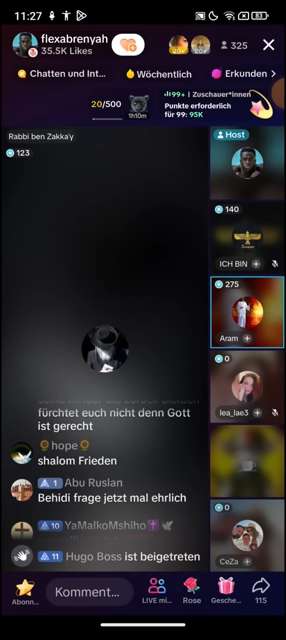 11:27
83
flexabrenyah
35.5K Likes
20+
325
Chatten und Int...
Wöchentlich
Erkunden
20/500
1h10m
99+ | Zuschauer*innen
Punkte erforderlich
für 99: 95K
Rabbi ben Zakka'y
123
Host
140
ICH BIN
275
Aram
0
lea_lae3
0
CeZa
fürchtet euch nicht denn Gott
ist gerecht
hope
shalom Frieden
1 Abu Ruslan
Behidi frage jetzt mal ehrlich
10 YaMalkoMshiho
11 Hugo Boss ist beigetreten
Abonn...
Komment...
LIVE mi...
Rose
Gesche...
115